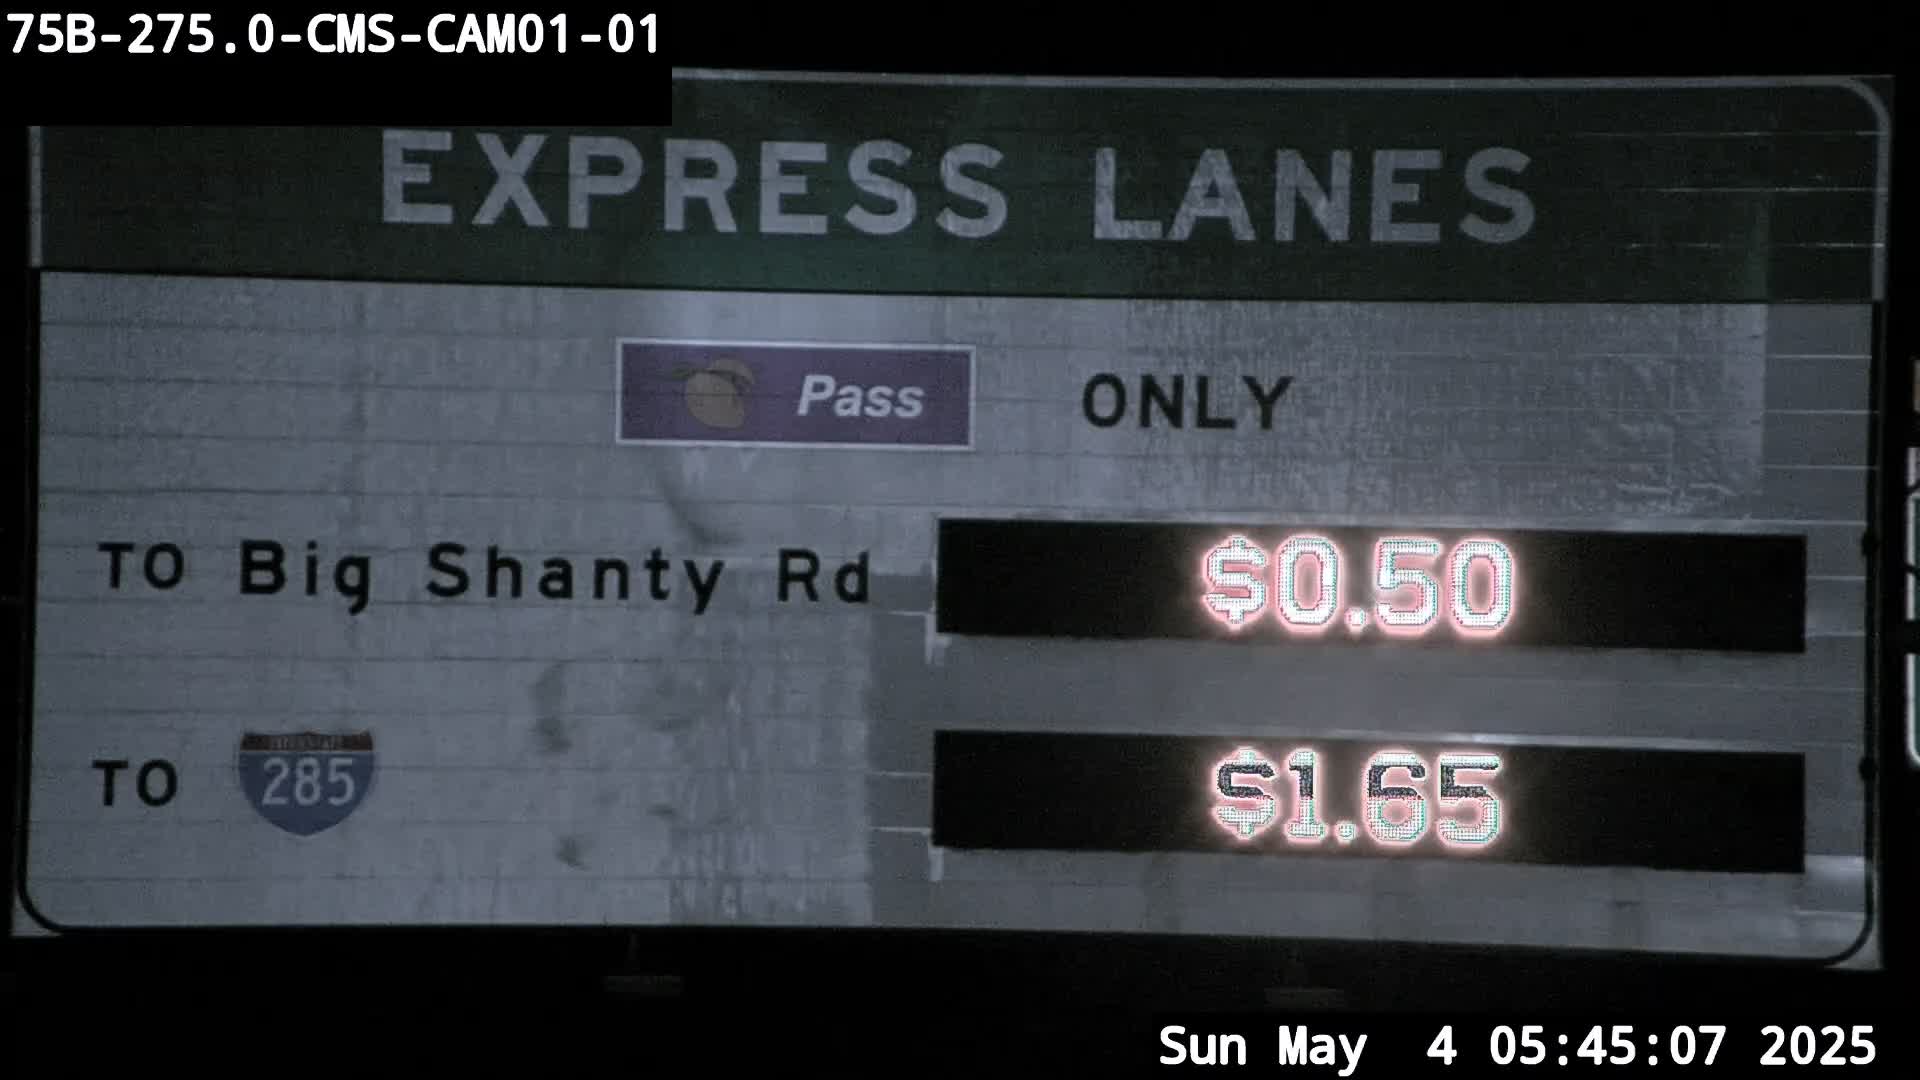 75B-275.0-CMS-CAM01-01
EXPRESS LANES
Pass ONLY
TO Big Shanty Rd $0.50
TO 285 $1.65
Sun May 4 05:45:07 2025